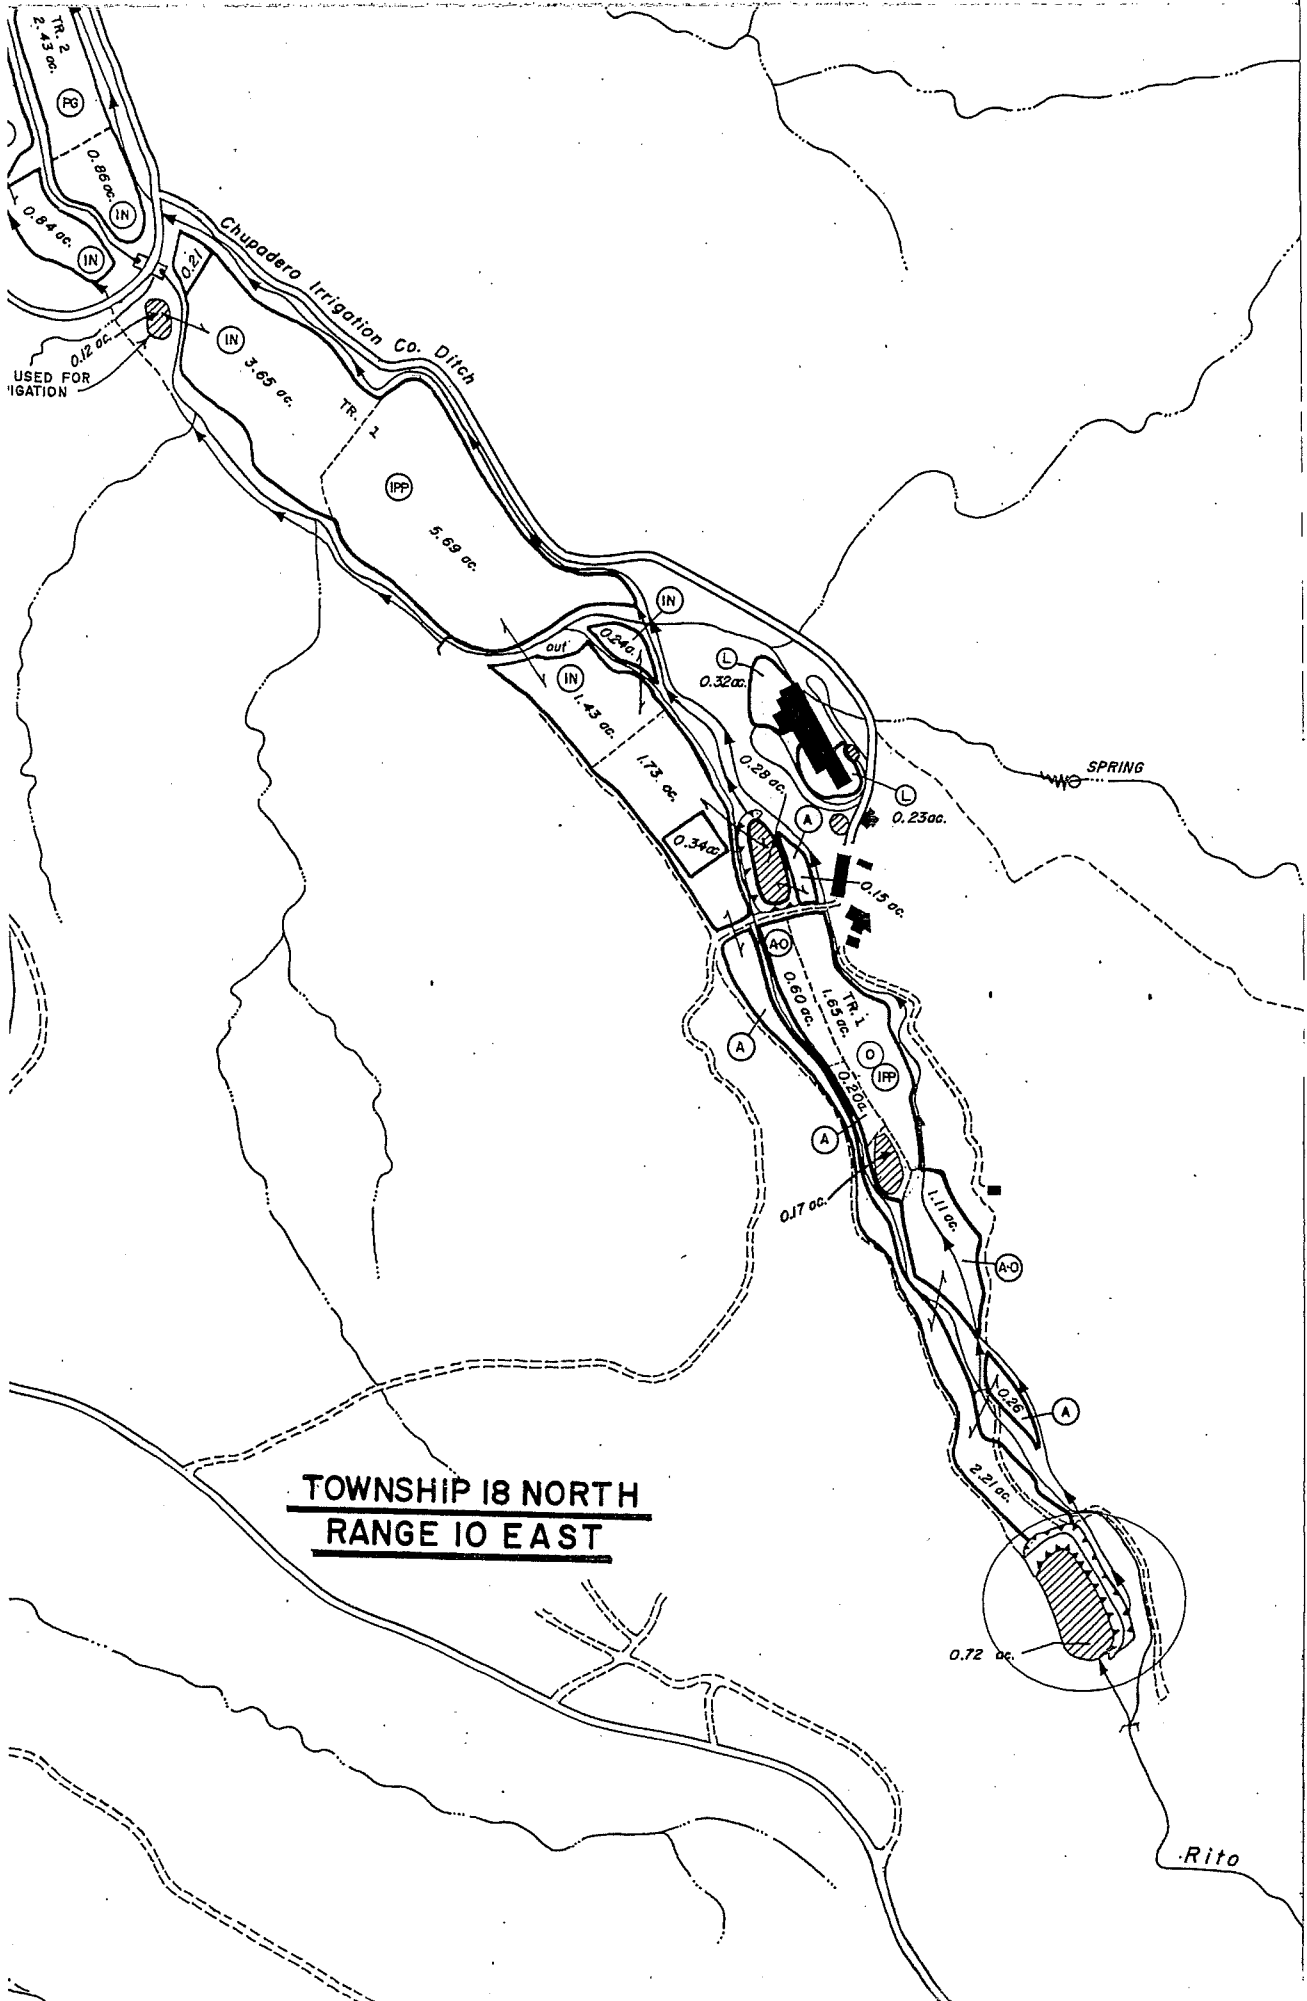 TR. 2
2.43 ac.
PG
0.86 ac.
IN
0.84 ac.
IN
0.21
Chupadero Irrigation Co. Ditch
0.12 ac.
USED FOR
IGATION
IN
3.65 ac.
TR. 1
IPP
5.69 ac.
IN
0.24a.
out
IN
1.43 ac.
L
0.32ac.
1.73 ac.
0.28 ac.
SPRING
L
0.23ac.
A
0.34ac
0.15 ac.
A-O
0.60 ac.
TR. 1
1.65 ac.
A
O
IPP
0.20a.
A
0.17 ac.
1.11 ac.
A-O
0.26
A
2.21 ac.
TOWNSHIP 18 NORTH
RANGE 10 EAST
0.72 ac.
Rito